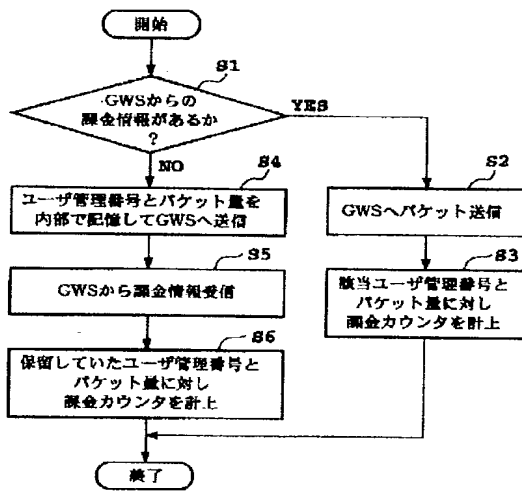 開始
S1
GWSからの
課金情報があるか
?
YES
NO
S4
ユーザ管理番号とパケット量を
内部で記憶してGWSへ送信
S2
GWSへパケット送信
S5
GWSから課金情報受信
S3
該当ユーザ管理番号と
パケット量に対し
課金カウンタを計上
S6
保留していたユーザ管理番号と
パケット量に対し
課金カウンタを計上
終了